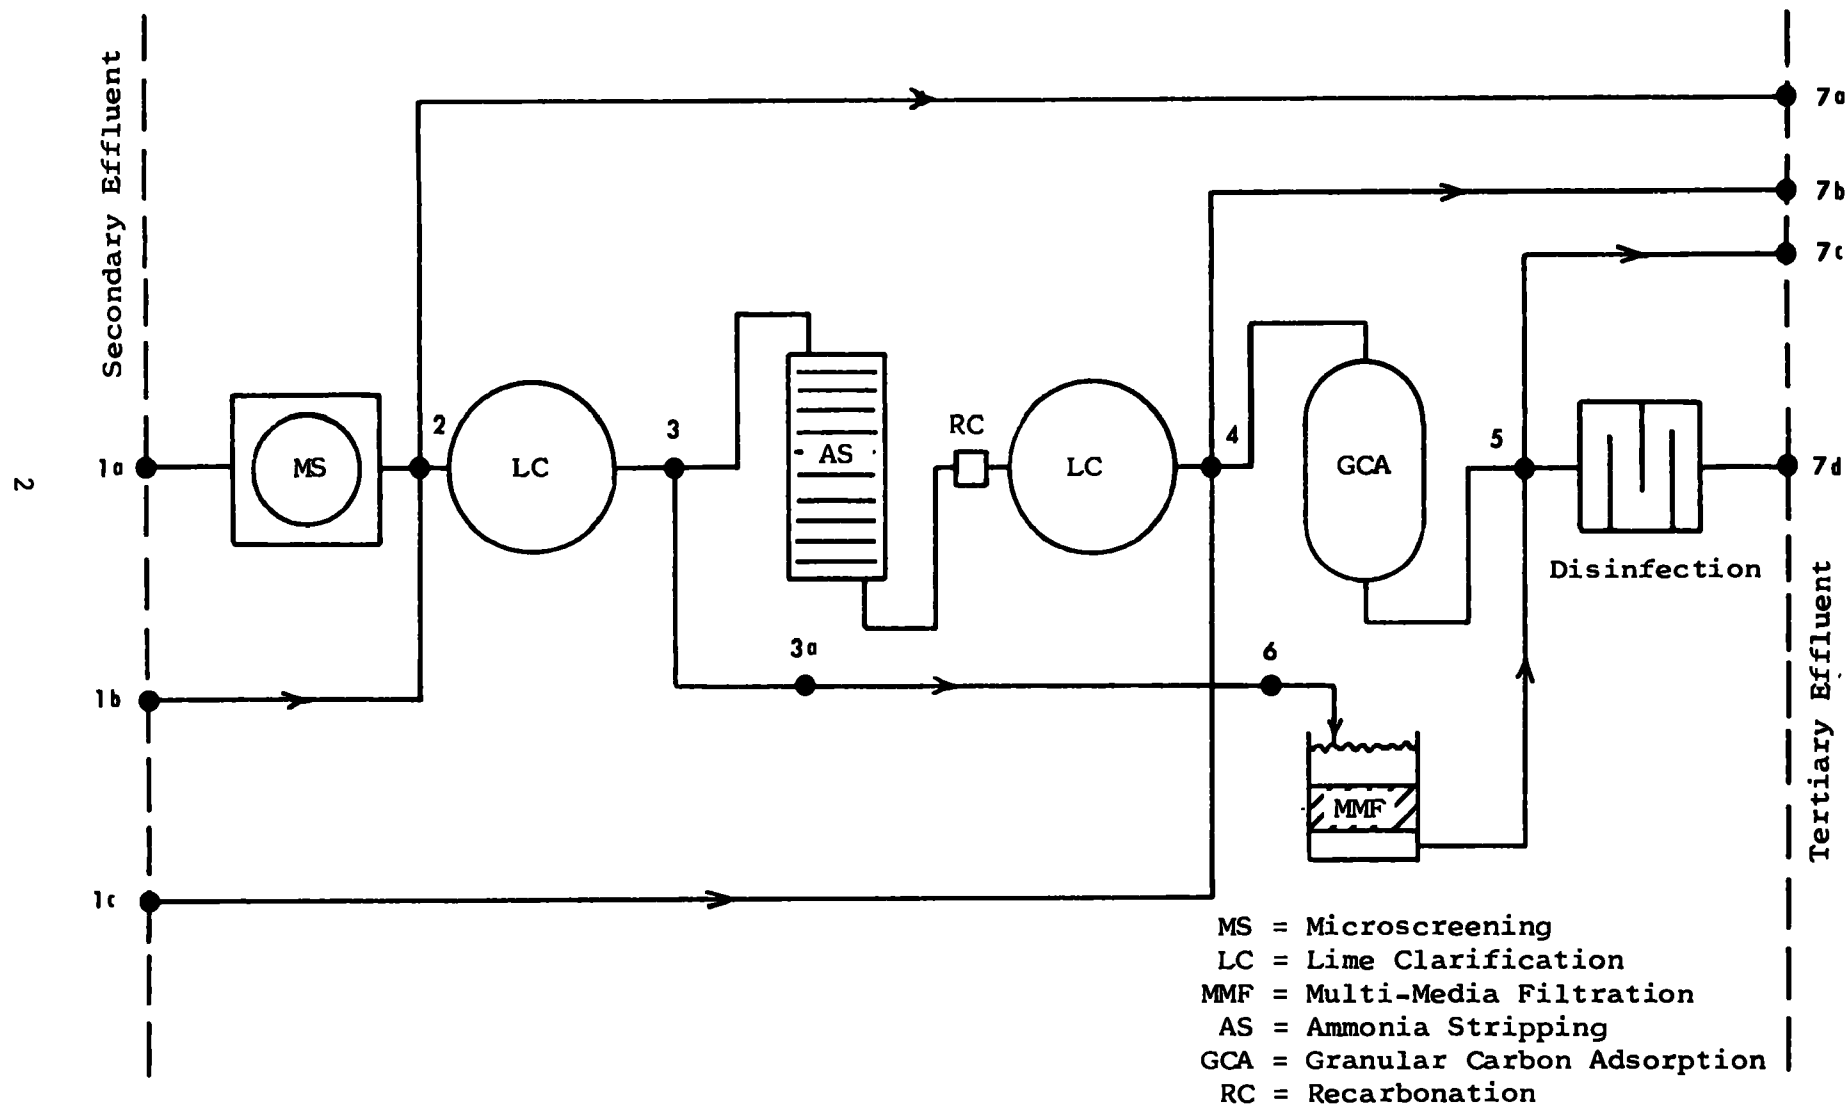 Secondary Effluent
7a
7b
7c
1a
MS
2
LC
3
AS
RC
LC
4
GCA
5
7d
Disinfection
2
3a
6
1b
MMF
Tertiary Effluent
1c
MS = Microscreening
LC = Lime Clarification
MMF = Multi-Media Filtration
AS = Ammonia Stripping
GCA = Granular Carbon Adsorption
RC = Recarbonation